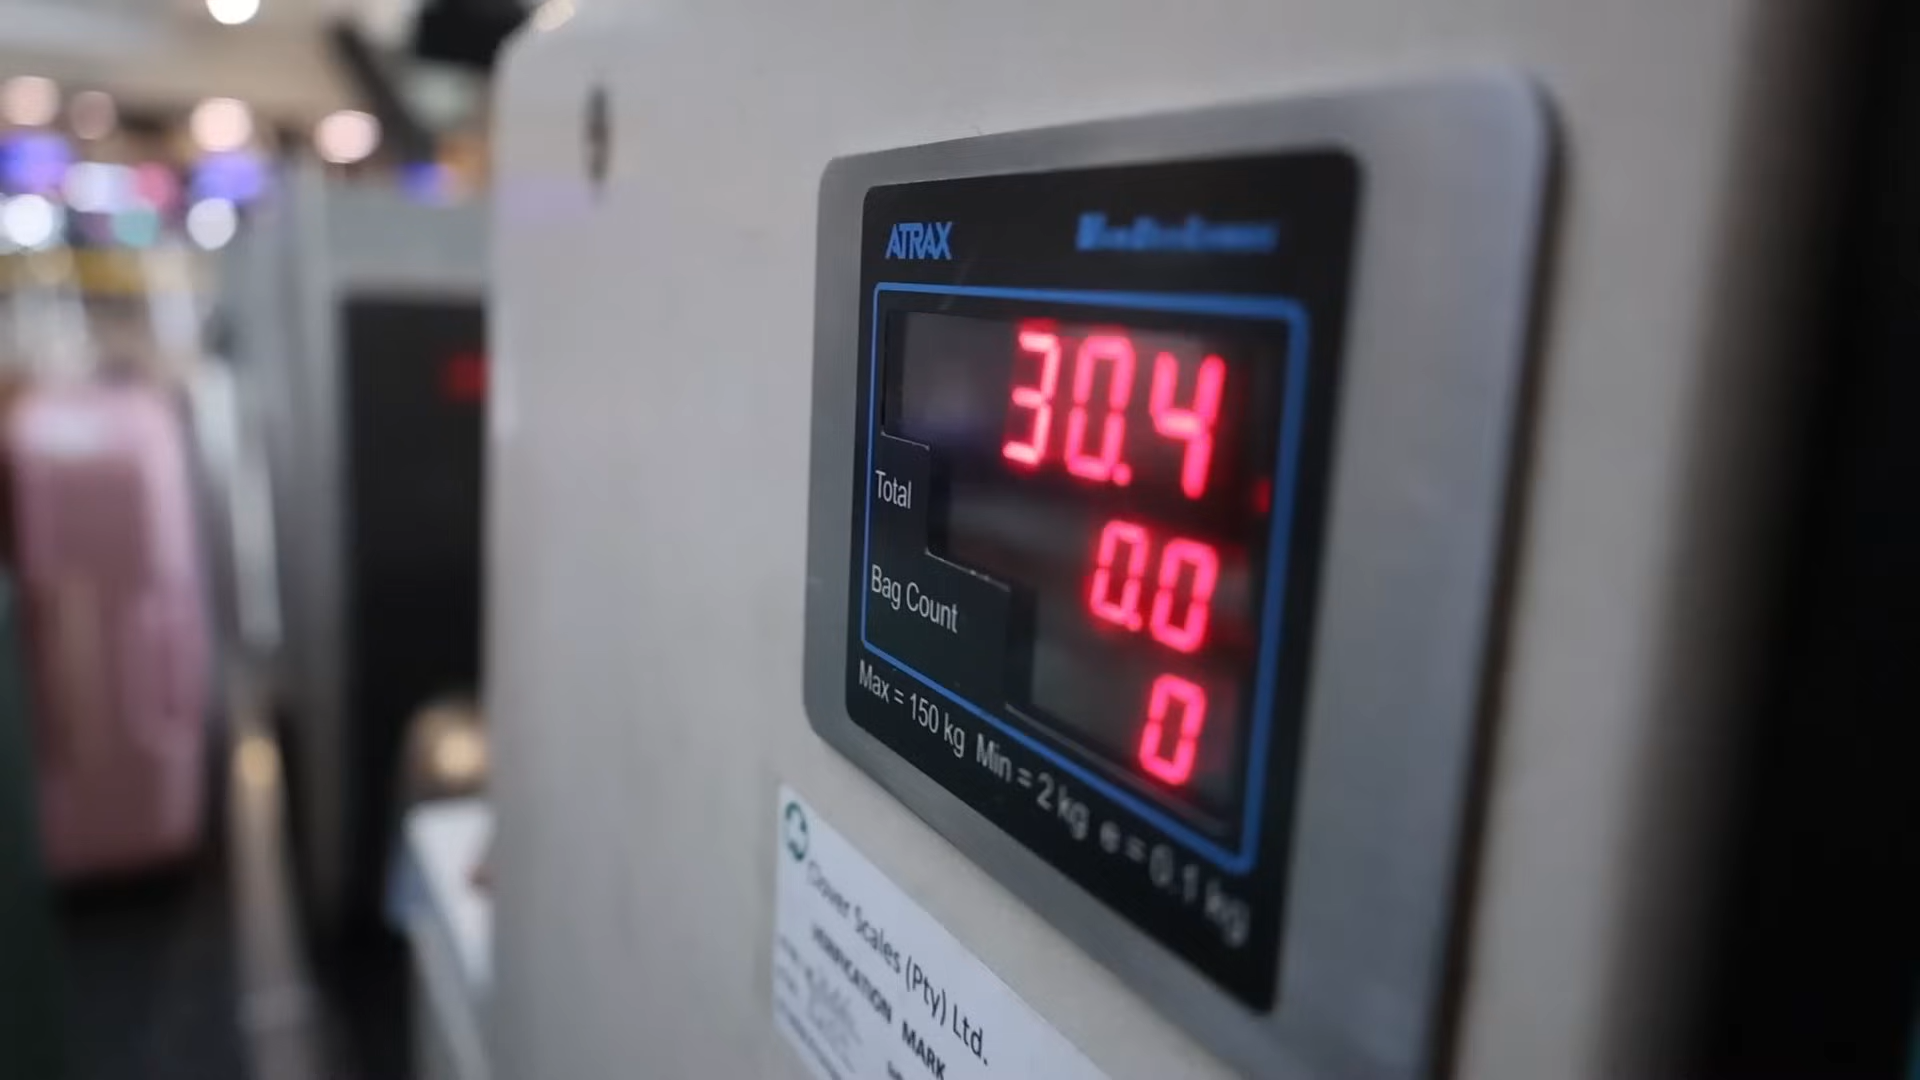 ATRAX
30.4
Total
0.0
Bag Count
0
Max = 150 kg Min = 2 kg e = 0.1 kg
Clover Scales (Pty) Ltd.
VERIFICATION MARK